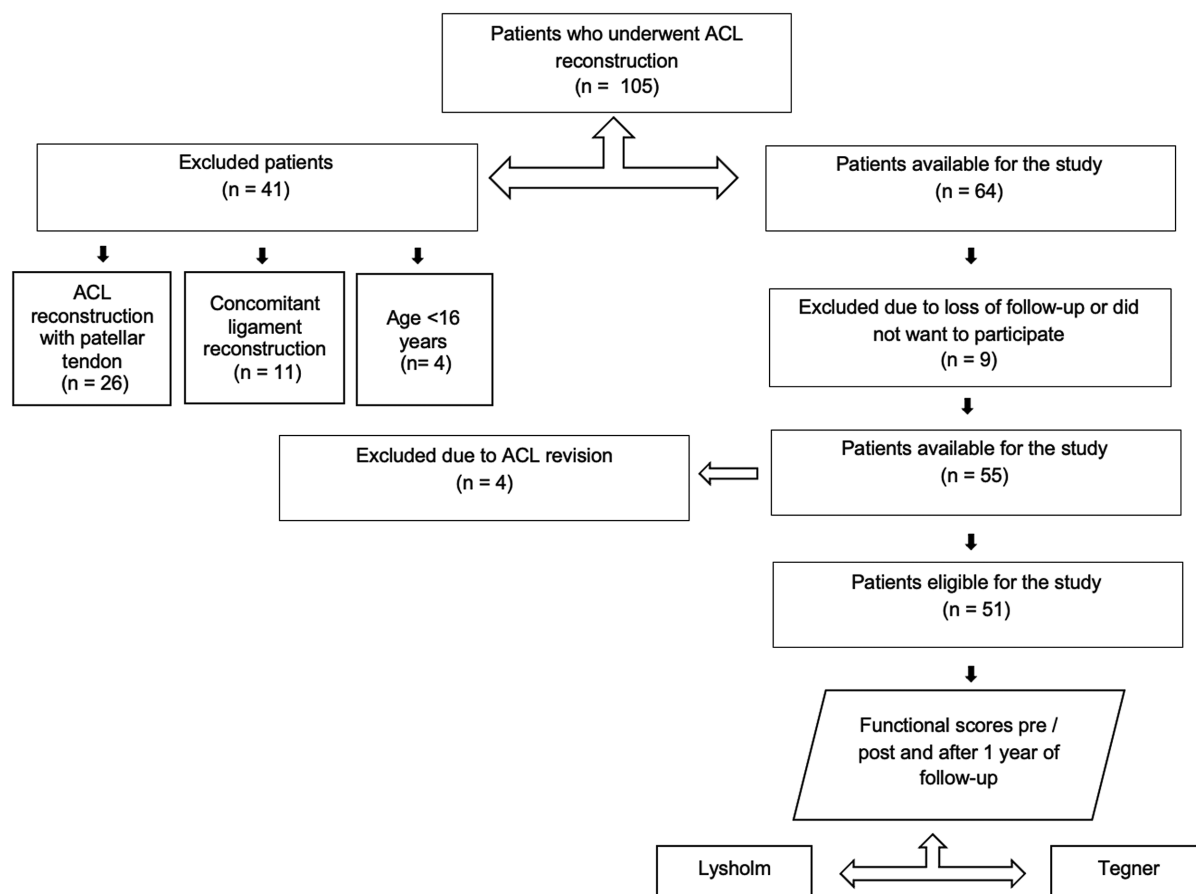 Patients who underwent ACL
reconstruction
(n =  105)
Excluded patients
(n = 41)
Patients available for the study
(n = 64)
ACL
reconstruction
with patellar
tendon
(n = 26)
Concomitant
ligament
reconstruction
(n = 11)
Age <16
years
(n= 4)
Excluded due to loss of follow-up or did
not want to participate
(n = 9)
Excluded due to ACL revision
(n = 4)
Patients available for the study
(n = 55)
Patients eligible for the study
(n = 51)
Functional scores pre /
post and after 1 year of
follow-up
Lysholm
Tegner